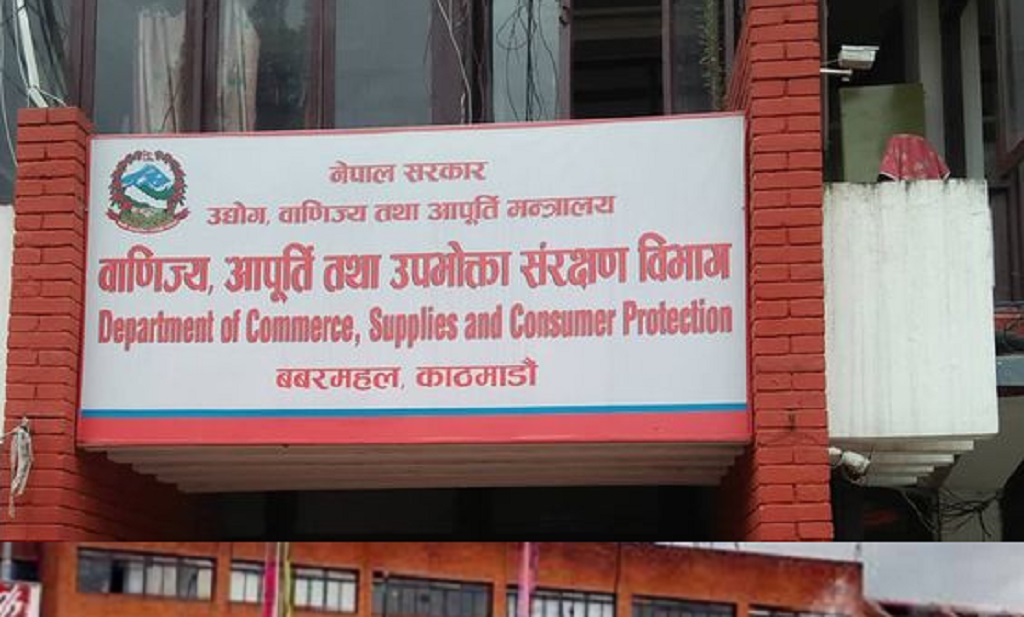 नेपाल सरकार
उद्योग, वाणिज्य तथा आपूर्ति मन्त्रालय
वाणिज्य, आपूर्ति तथा उपभोक्ता संरक्षण विभाग
Department of Commerce, Supplies and Consumer Protection
बबरमहल, काठमाडौं